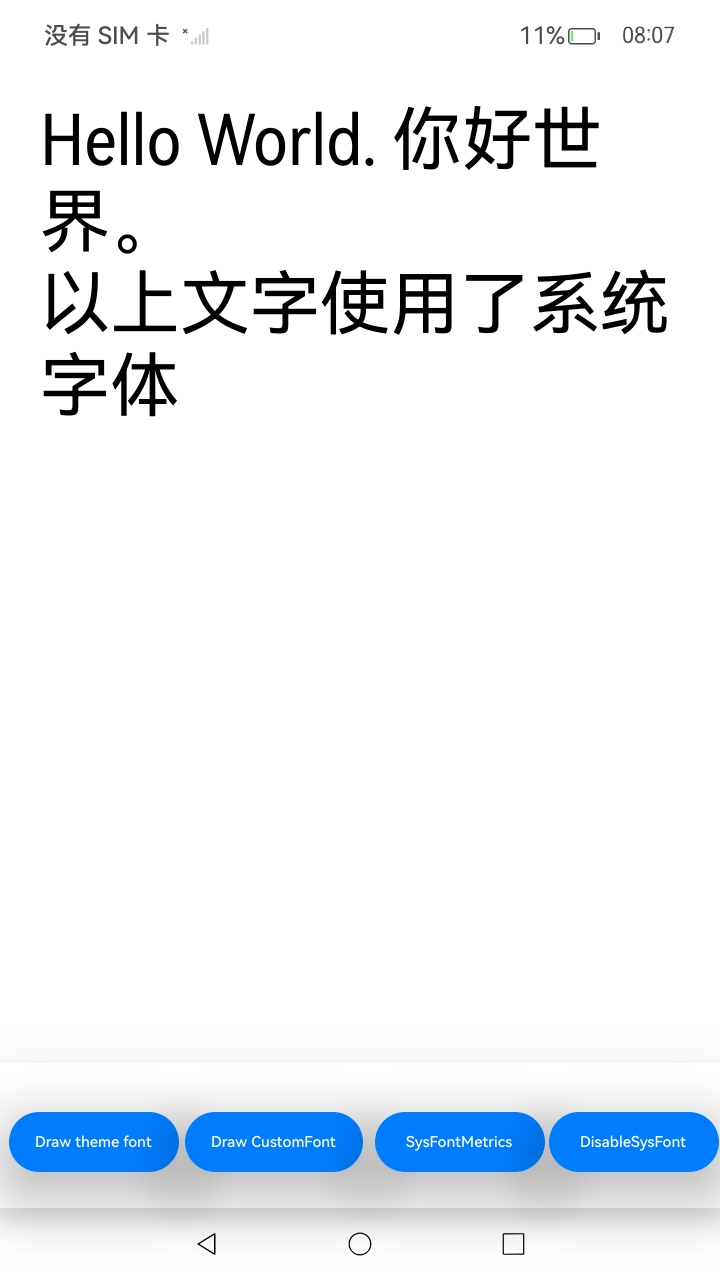 没有 SIM 卡 11% 08:07
Hello World. 你好世
界。
以上文字使用了系统
字体
Draw theme font Draw CustomFont SysFontMetrics DisableSysFont